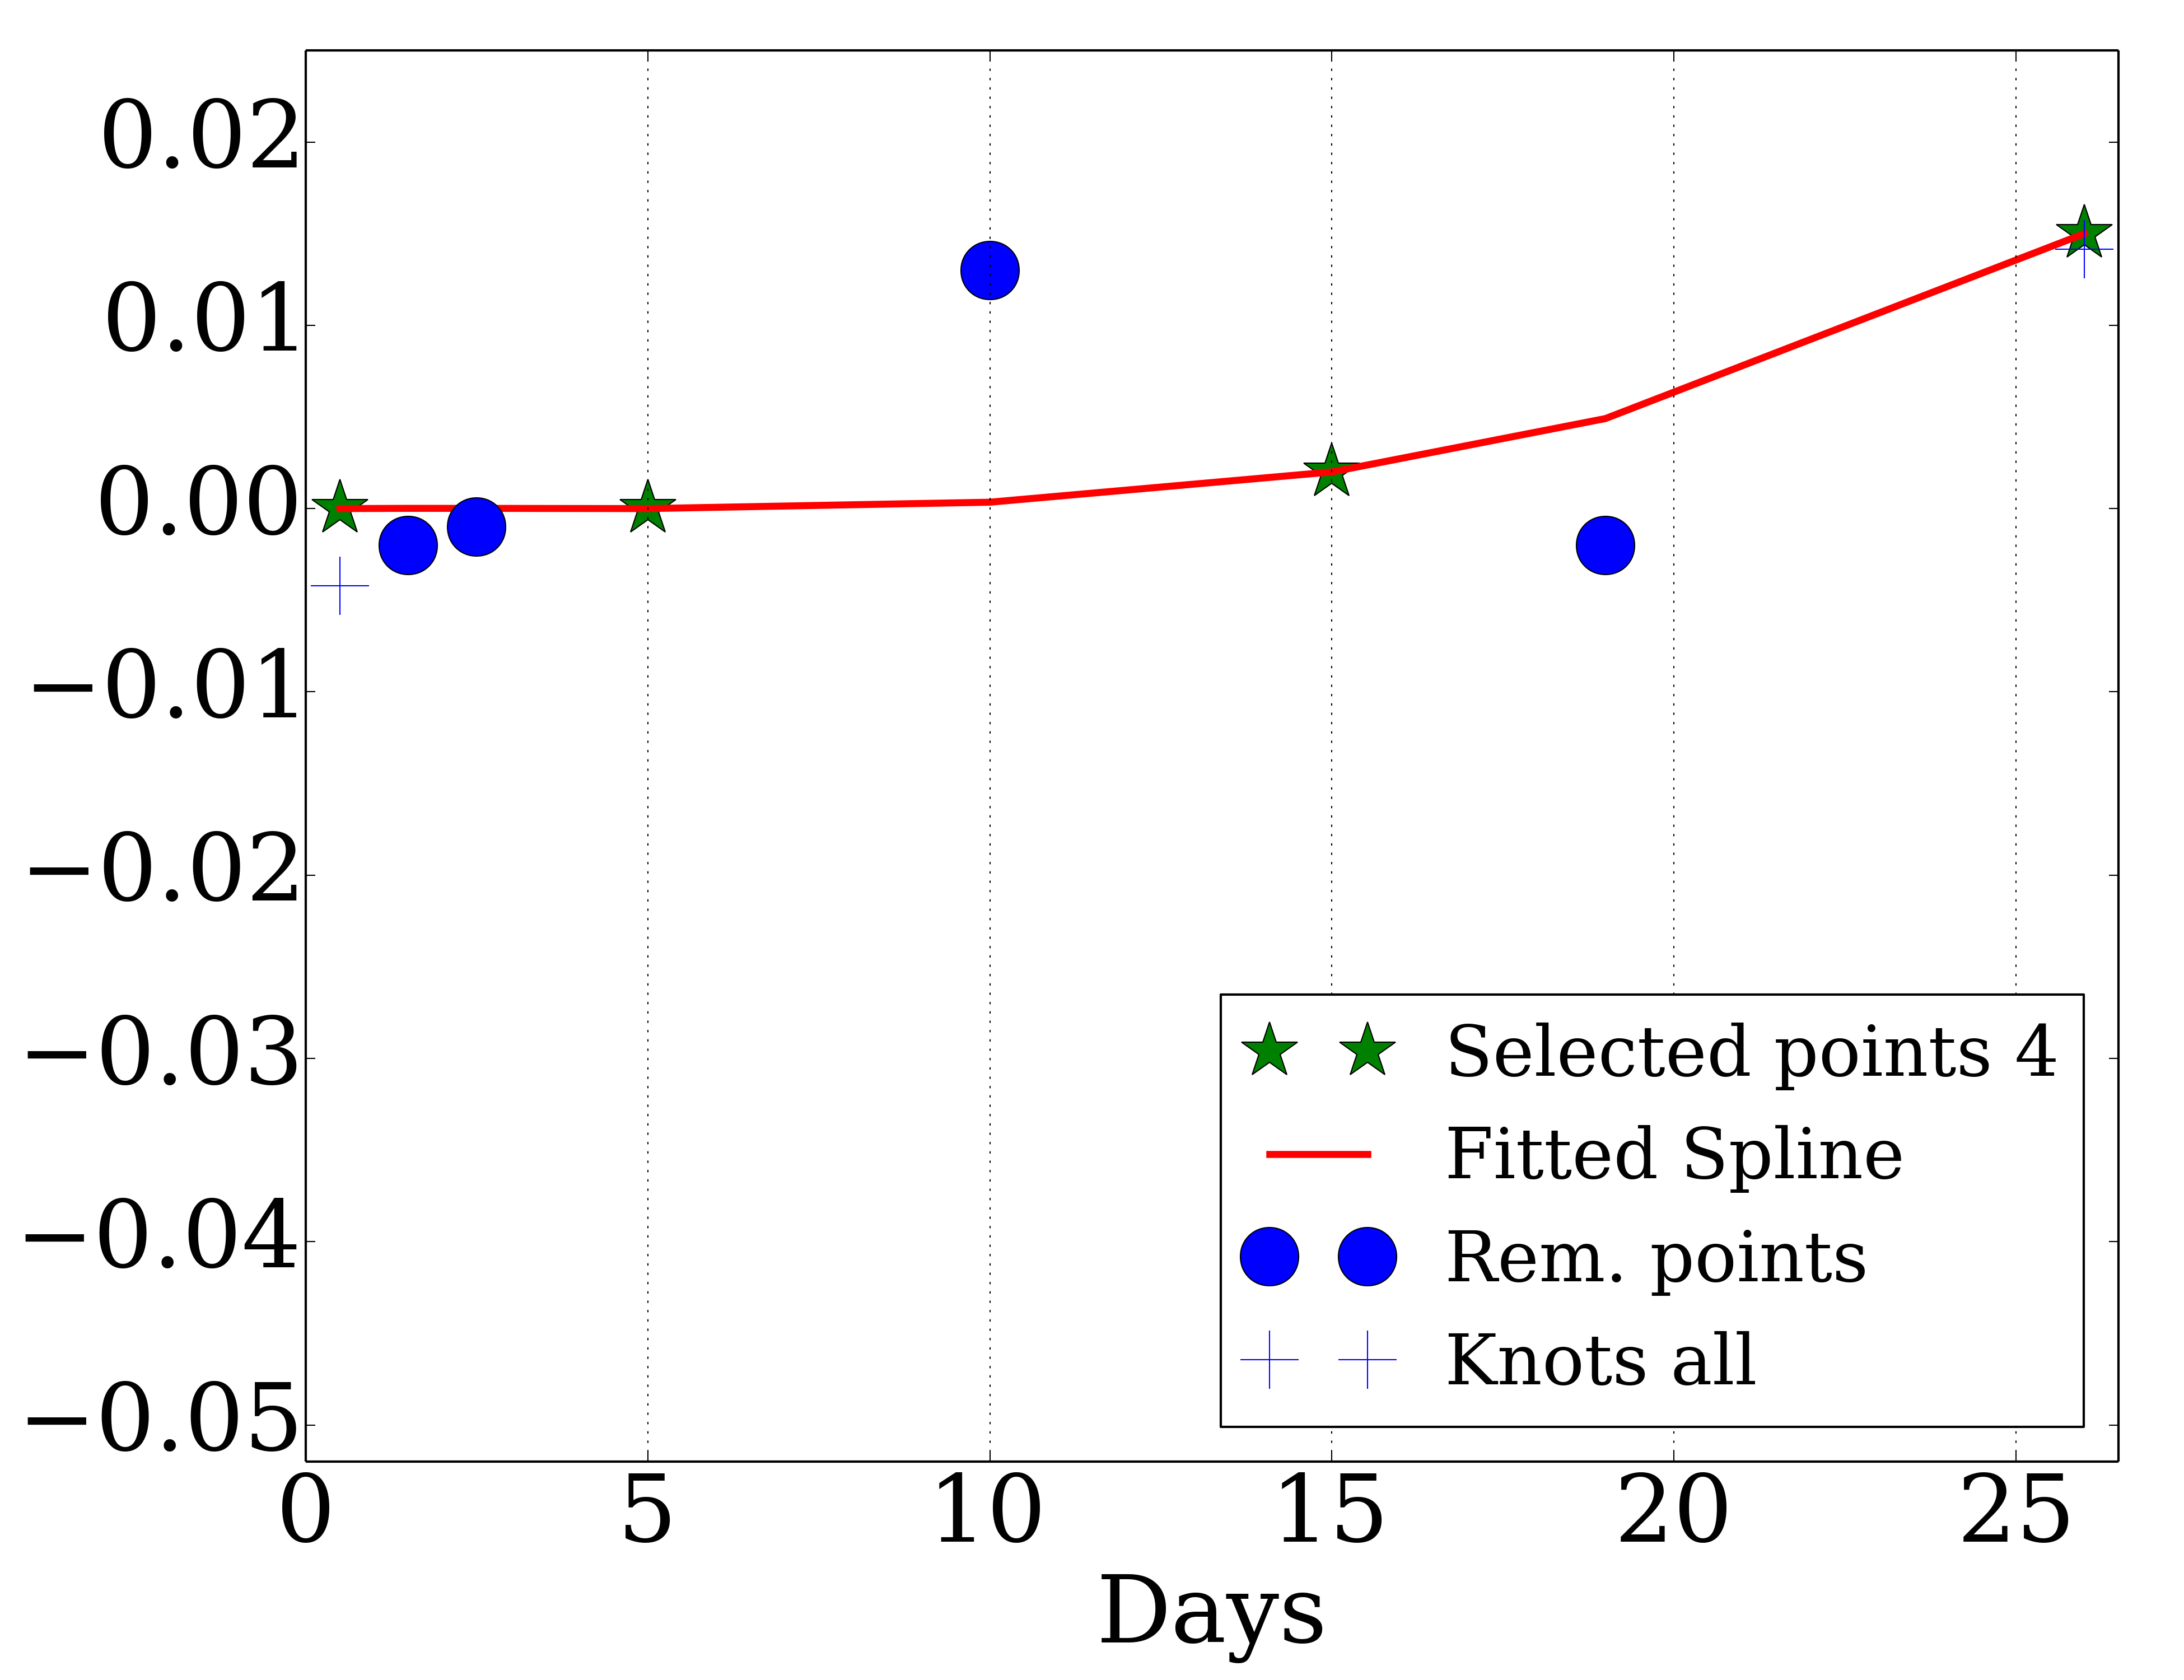 0.02
0.01
0.00
−0.01
−0.02
−0.03
−0.04
−0.05
Selected points 4
Fitted Spline
Rem. points
Knots all
0 5 10 15 20 25
Days